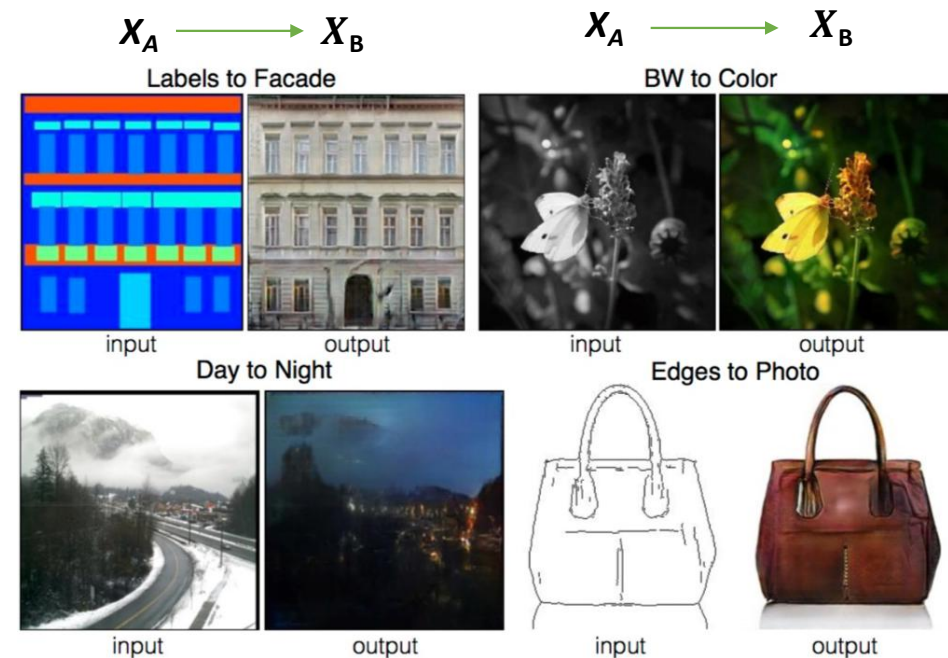 X_A → X_B X_A → X_B
Labels to Facade BW to Color
input output input output
Day to Night Edges to Photo
input output input output